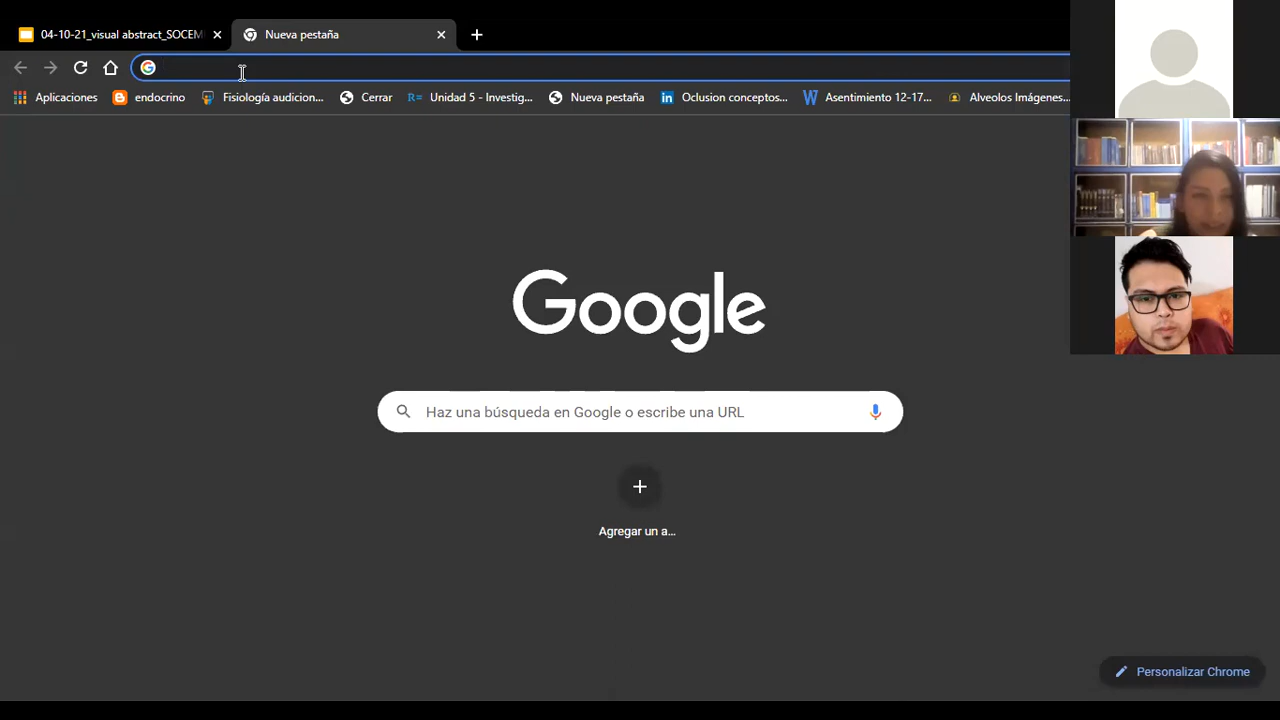 04-10-21_visual abstract_SOCEM
Nueva pestaña
Aplicaciones
endocrino
Fisiología audicion...
Cerrar
R= Unidad 5 - Investig...
Nueva pestaña
in Oclusion conceptos...
W Asentimiento 12-17...
Alveolos Imágenes...
Google
Haz una búsqueda en Google o escribe una URL
Agregar un a...
Personalizar Chrome